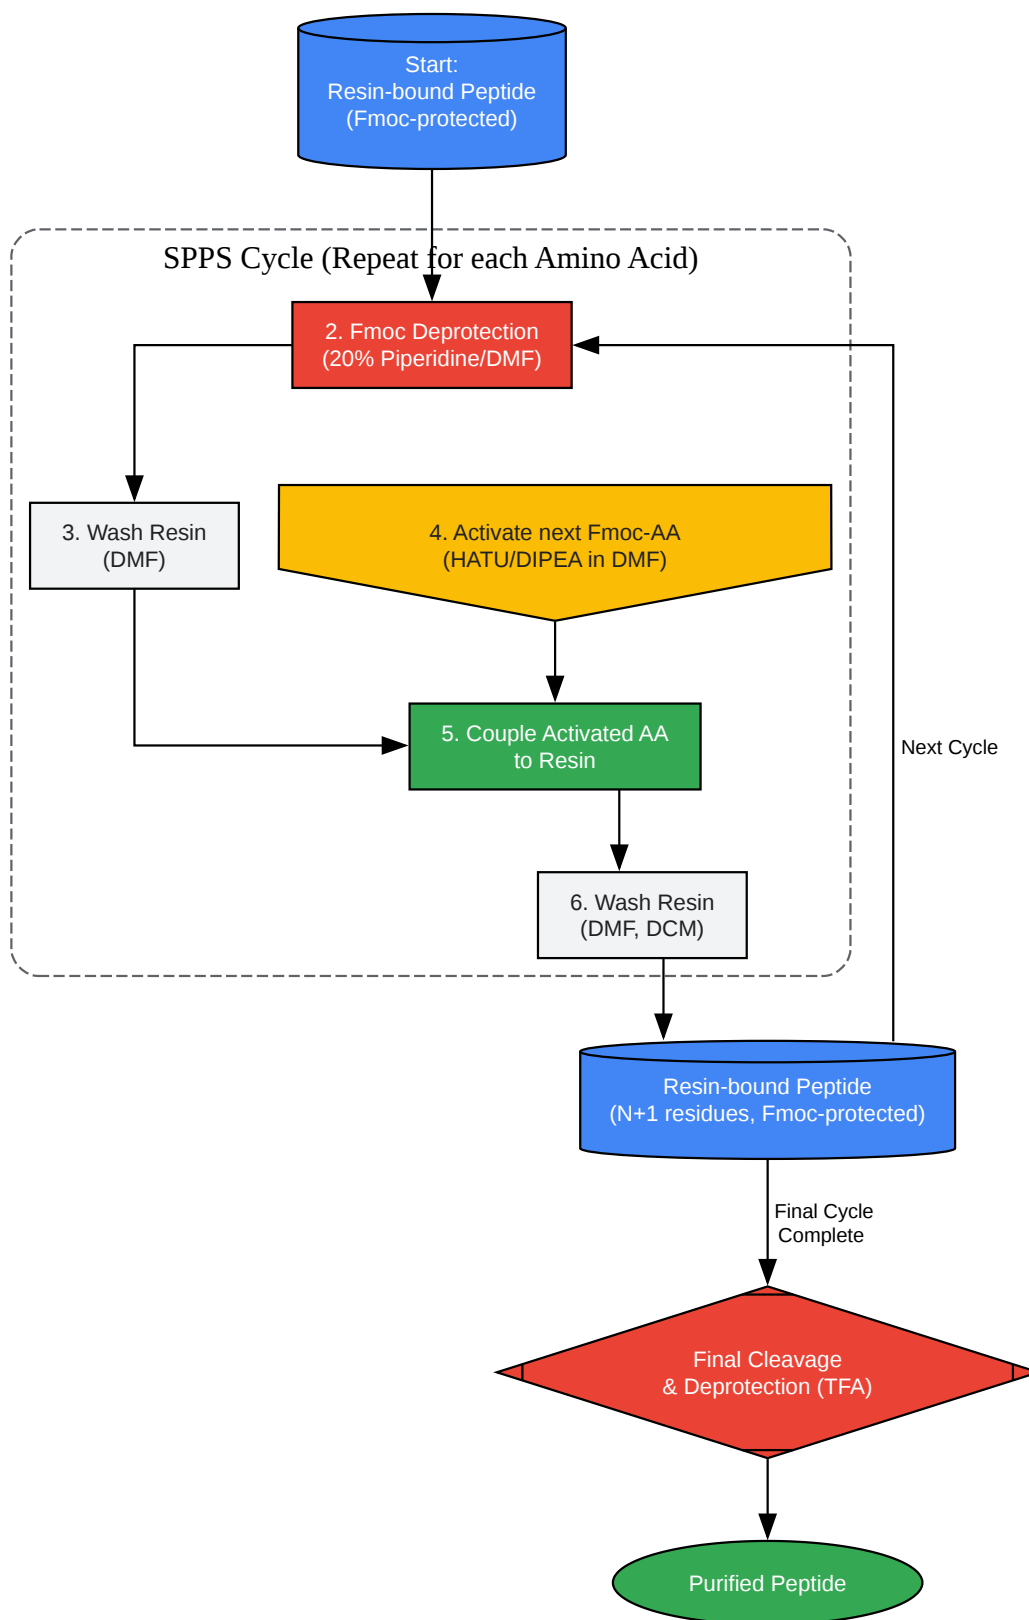 Start:
Resin-bound Peptide
(Fmoc-protected)
SPPS Cycle (Repeat for each Amino Acid)
2. Fmoc Deprotection
(20% Piperidine/DMF)
3. Wash Resin
(DMF)
4. Activate next Fmoc-AA
(HATU/DIPEA in DMF)
5. Couple Activated AA
to Resin
Next Cycle
6. Wash Resin
(DMF, DCM)
Resin-bound Peptide
(N+1 residues, Fmoc-protected)
Final Cycle
Complete
Final Cleavage
& Deprotection (TFA)
Purified Peptide